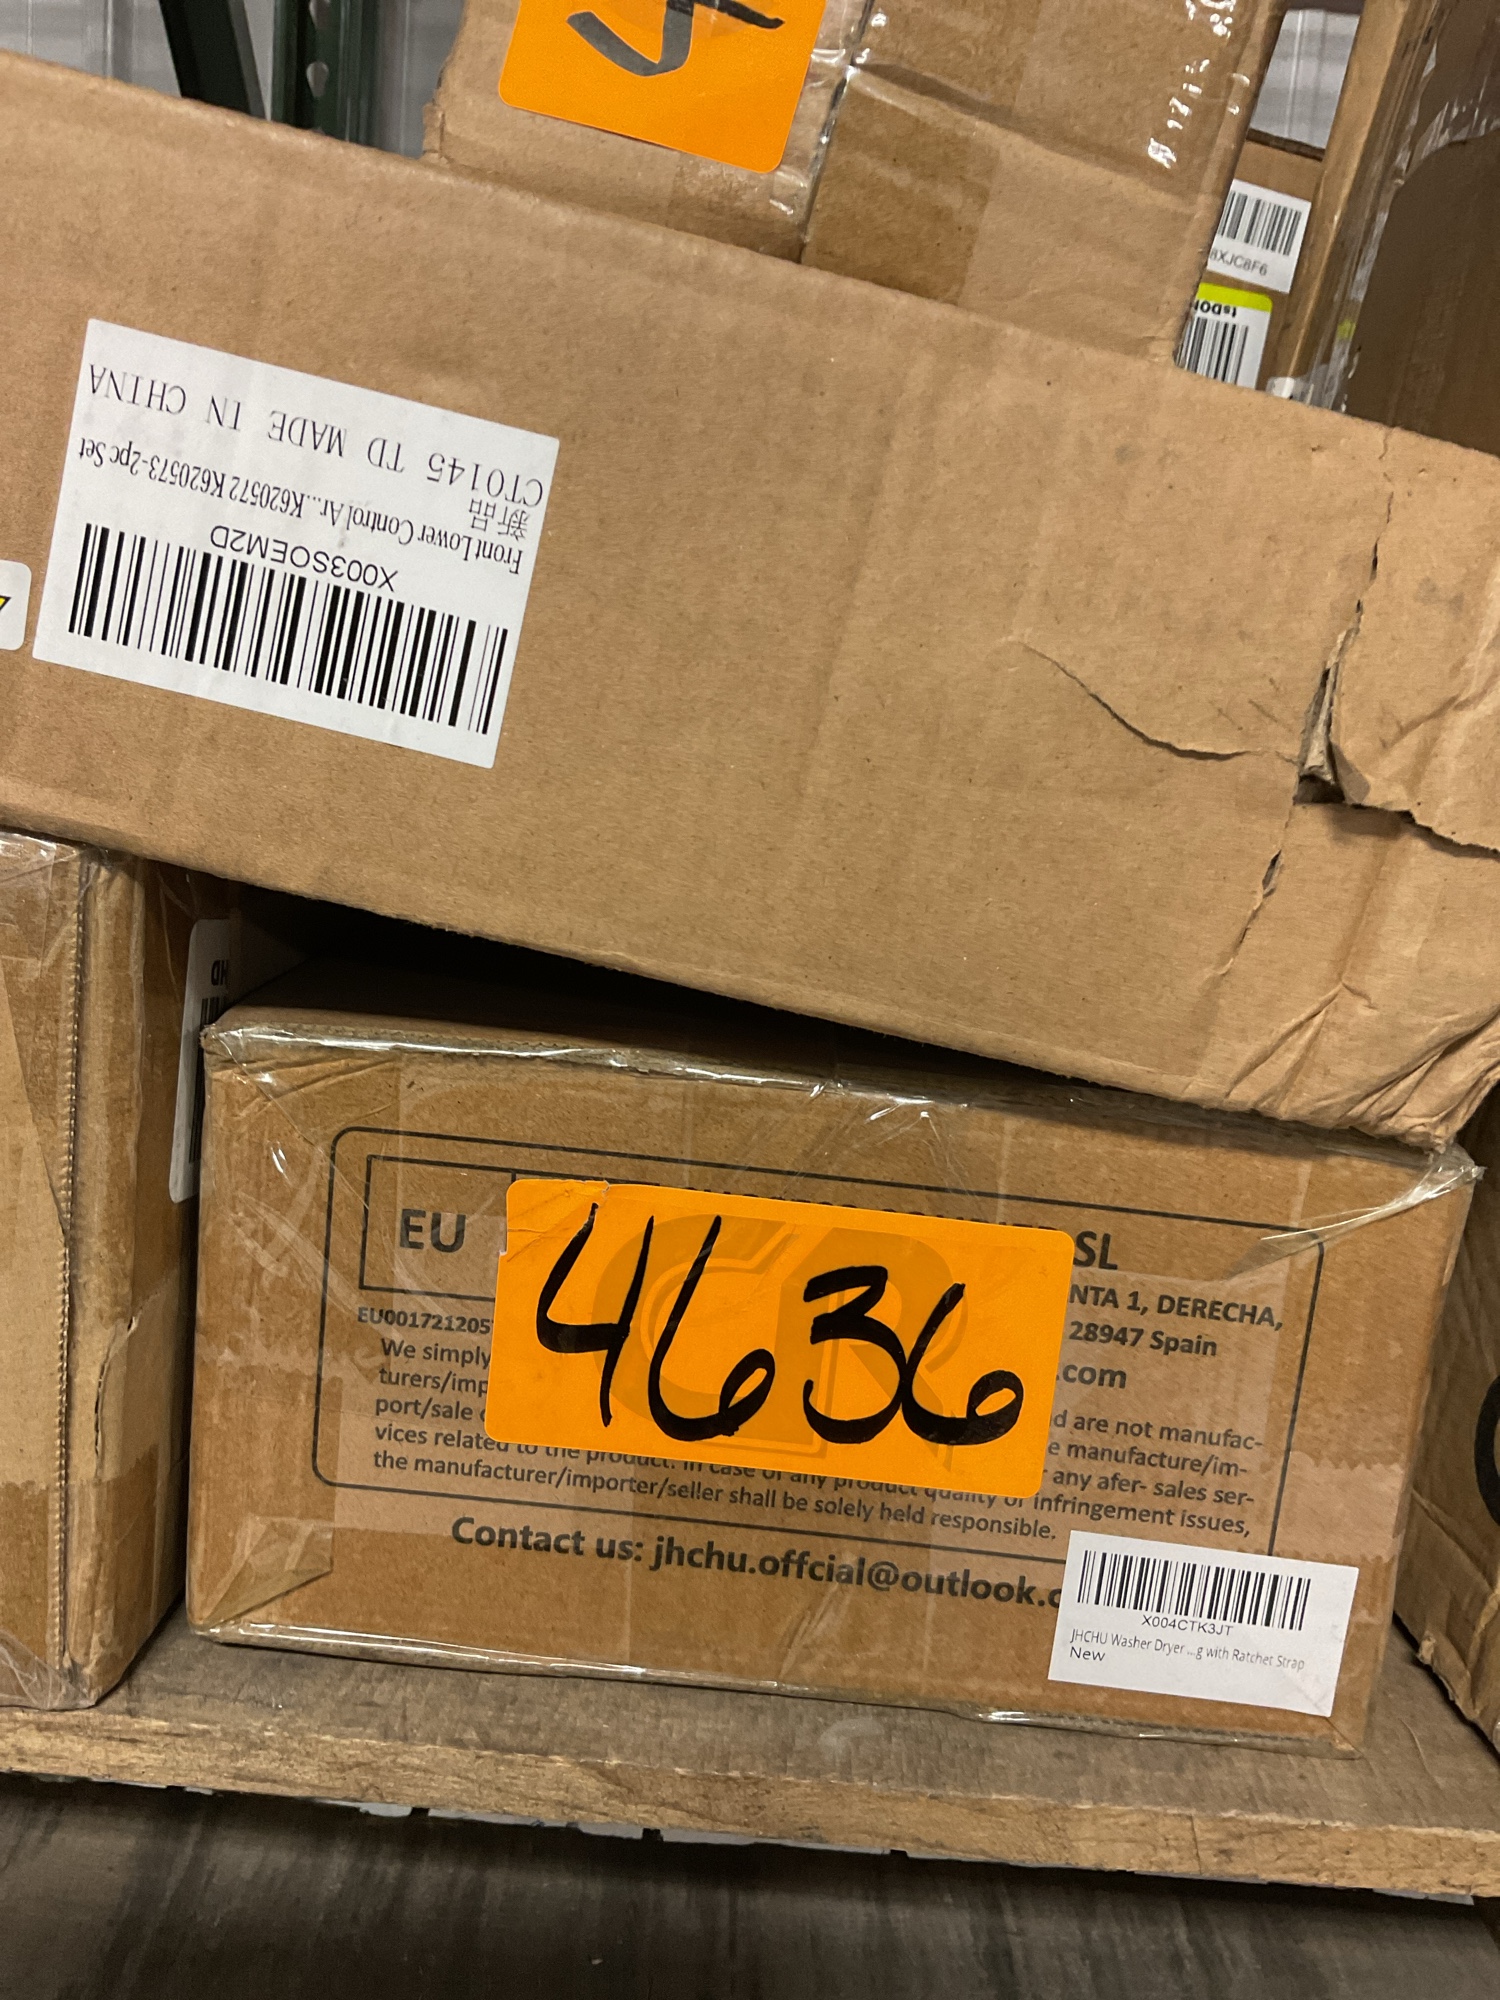 8XJC8F6
X003SOEM2D
Front Lower Control Ar...K620572 K620573-2pc Set
新品
CT0145 TD MADE IN CHINA
HD
EU
SL
NTA 1, DERECHA,
EU001721205
28947 Spain
.com
We simply
d are not manufac-
turers/imp
e manufacture/im-
port/sale
any afer- sales ser-
vices related to the product. In case of any product quality or infringement issues,
the manufacturer/importer/seller shall be solely held responsible.
4636
Contact us: jhchu.offcial@outlook.c
X004CTK3JT
JHCHU Washer Dryer ...g with Ratchet Strap
New